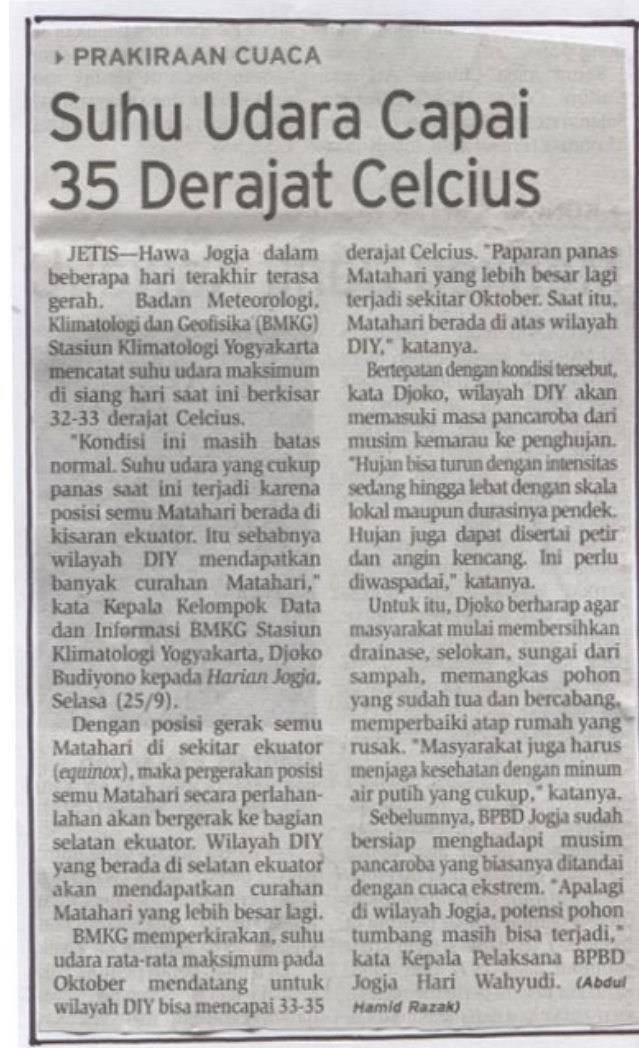 PRAKIRAAN CUACA
Suhu Udara Capai
35 Derajat Celcius
JETIS—Hawa Jogja dalam
beberapa hari terakhir terasa
gerah. Badan Meteorologi,
Klimatologi dan Geofisika (BMKG)
Stasiun Klimatologi Yogyakarta
mencatat suhu udara maksimum
di siang hari saat ini berkisar
32-33 derajat Celcius.
"Kondisi ini masih batas
normal. Suhu udara yang cukup
panas saat ini terjadi karena
posisi semu Matahari berada di
kisaran ekuator. Itu sebabnya
wilayah DIY mendapatkan
banyak curahan Matahari,"
kata Kepala Kelompok Data
dan Informasi BMKG Stasiun
Klimatologi Yogyakarta, Djoko
Budiyono kepada Harian Jogja,
Selasa (25/9).
Dengan posisi gerak semu
Matahari di sekitar ekuator
(equinox), maka pergerakan posisi
semu Matahari secara perlahan-
lahan akan bergerak ke bagian
selatan ekuator. Wilayah DIY
yang berada di selatan ekuator
akan mendapatkan curahan
Matahari yang lebih besar lagi.
BMKG memperkirakan, suhu
udara rata-rata maksimum pada
Oktober mendatang untuk
wilayah DIY bisa mencapai 33-35
derajat Celcius. "Paparan panas
Matahari yang lebih besar lagi
terjadi sekitar Oktober. Saat itu,
Matahari berada di atas wilayah
DIY," katanya.
Bertepatan dengan kondisi tersebut,
kata Djoko, wilayah DIY akan
memasuki masa pancaroba dari
musim kemarau ke penghujan.
"Hujan bisa turun dengan intensitas
sedang hingga lebat dengan skala
lokal maupun durasinya pendek.
Hujan juga dapat disertai petir
dan angin kencang. Ini perlu
diwaspadai," katanya.
Untuk itu, Djoko berharap agar
masyarakat mulai membersihkan
drainase, selokan, sungai dari
sampah, memangkas pohon
yang sudah tua dan bercabang,
memperbaiki atap rumah yang
rusak. "Masyarakat juga harus
menjaga kesehatan dengan minum
air putih yang cukup," katanya.
Sebelumnya, BPBD Jogja sudah
bersiap menghadapi musim
pancaroba yang biasanya ditandai
dengan cuaca ekstrem. "Apalagi
di wilayah Jogja, potensi pohon
tumbang masih bisa terjadi,"
kata Kepala Pelaksana BPBD
Jogja Hari Wahyudi. (Abdul
Hamid Razak)